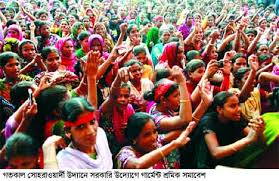 গতকাল সোহরাওয়ার্দী উদ্যানে সরকারি উদ্যোগে গার্মেন্ট শ্রমিক সমাবেশ